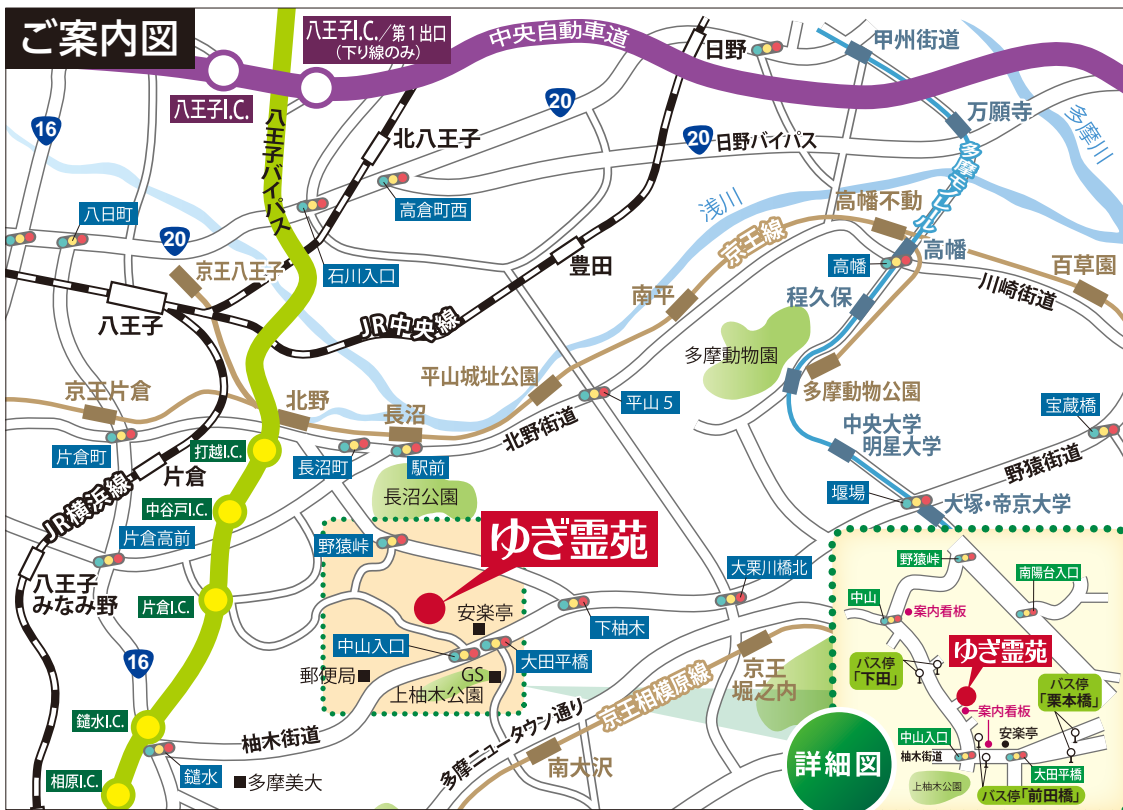 ご案内図
八王子I.C.／第1出口
(下り線のみ)
中央自動車道
日野
甲州街道
八王子I.C.
16
20
北八王子
20
日野バイパス
万願寺
多摩川
八王子バイパス
多摩モノレール
八日町
高倉町西
浅川
高幡不動
20
京王八王子
石川入口
豊田
京王線
高幡
高幡
百草園
川崎街道
八王子
JR中央線
南平
程久保
多摩動物園
京王片倉
北野
長沼
平山城址公園
平山5
多摩動物公園
宝蔵橋
片倉町
打越I.C.
長沼町
駅前
北野街道
中央大学
明星大学
野猿街道
片倉
JR横浜線
中谷戸I.C.
長沼公園
堰場
大塚・帝京大学
片倉高前
野猿峠
ゆぎ霊苑
大栗川橋北
八王子
みなみ野
片倉I.C.
安楽亭
下柚木
中山入口
大田平橋
郵便局
GS
上柚木公園
京王
堀之内
16
鑓水I.C.
柚木街道
多摩ニュータウン通り
京王相模原線
鑓水
多摩美大
南大沢
相原I.C.
詳細図
野猿峠
南陽台入口
中山
案内看板
ゆぎ霊苑
バス停
「下田」
バス停
「栗本橋」
案内看板
中山入口
安楽亭
柚木街道
大田平橋
上柚木公園
バス停「前田橋」